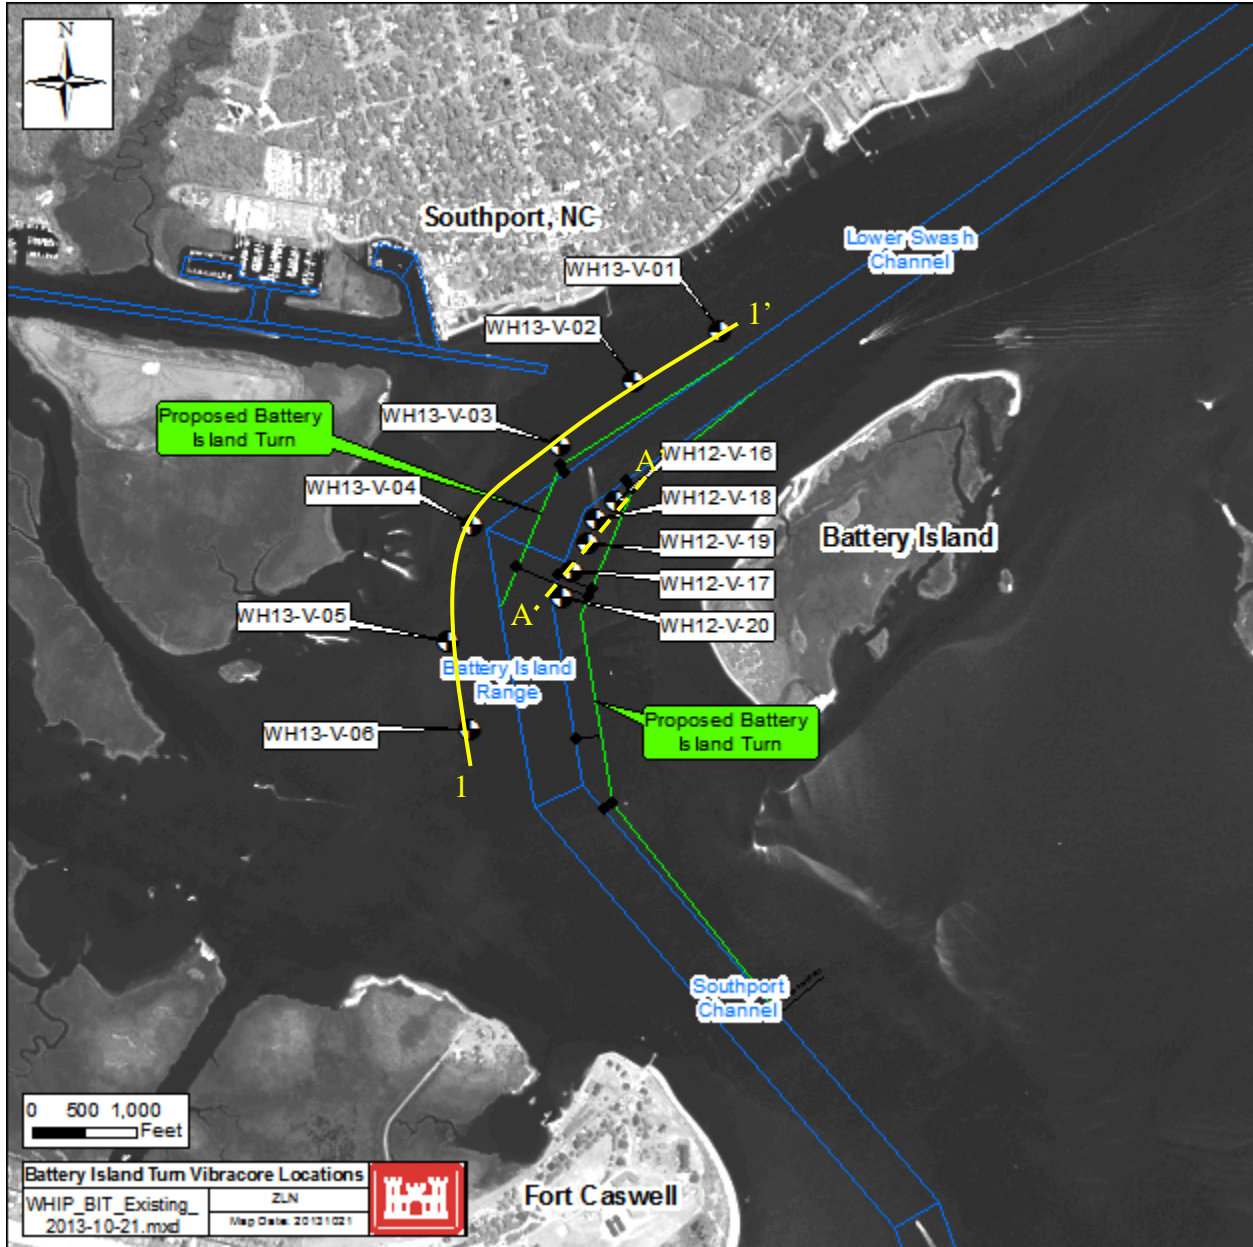 N
Southport, NC
Lower Swash
Channel
WH13-V-01
1'
WH13-V-02
Proposed Battery
Island Turn
WH13-V-03
A
WH12-V-16
WH13-V-04
WH12-V-18
WH12-V-19
Battery Island
WH12-V-17
A'
WH12-V-20
WH13-V-05
Battery Island
Range
WH13-V-06
Proposed Battery
Island Turn
1
Southport
Channel
0 500 1,000
Feet
Battery Island Turn Vibracore Locations
WHIP_BIT_Existing_
2013-10-21.mxd
ZLN
Map Date: 20131021
Fort Caswell